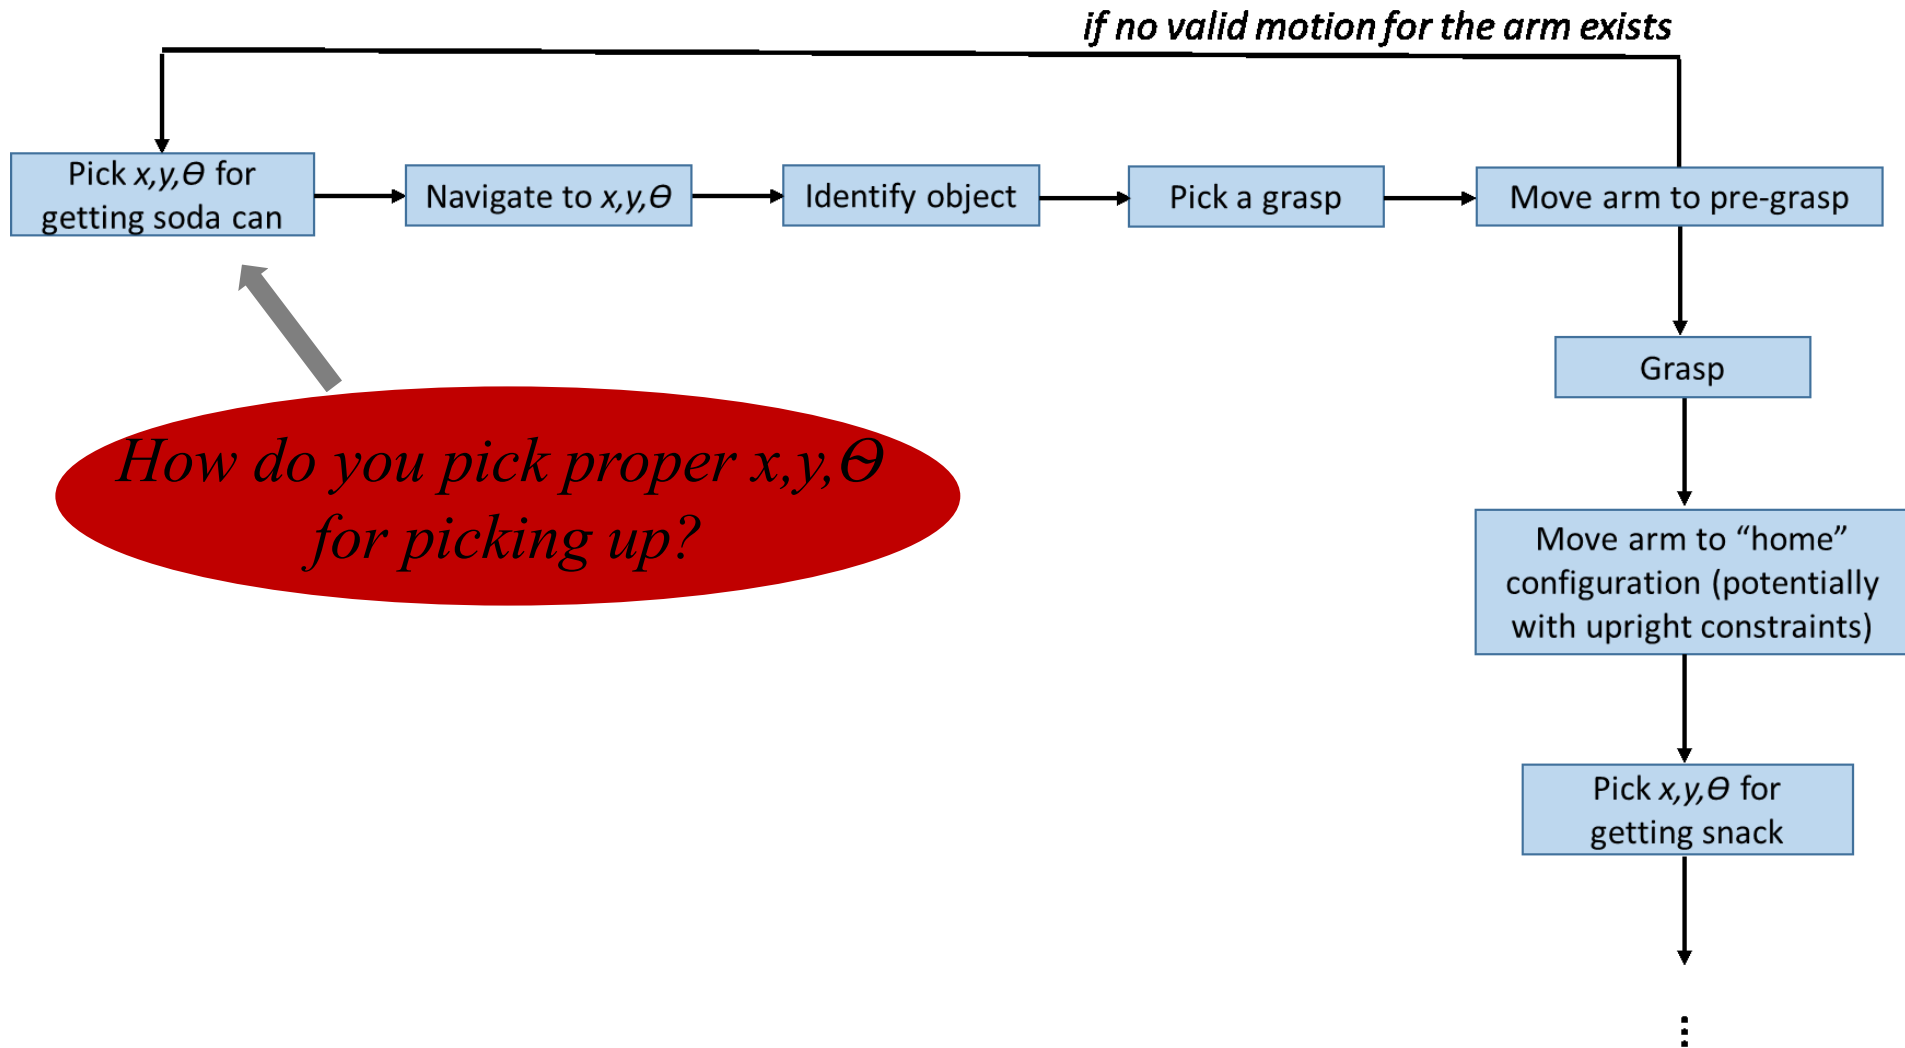 if no valid motion for the arm exists
Pick x,y,Θ for
getting soda can
Navigate to x,y,Θ
Identify object
Pick a grasp
Move arm to pre-grasp
Grasp
How do you pick proper x,y,Θ
for picking up?
Move arm to “home”
configuration (potentially
with upright constraints)
Pick x,y,Θ for
getting snack
⋮